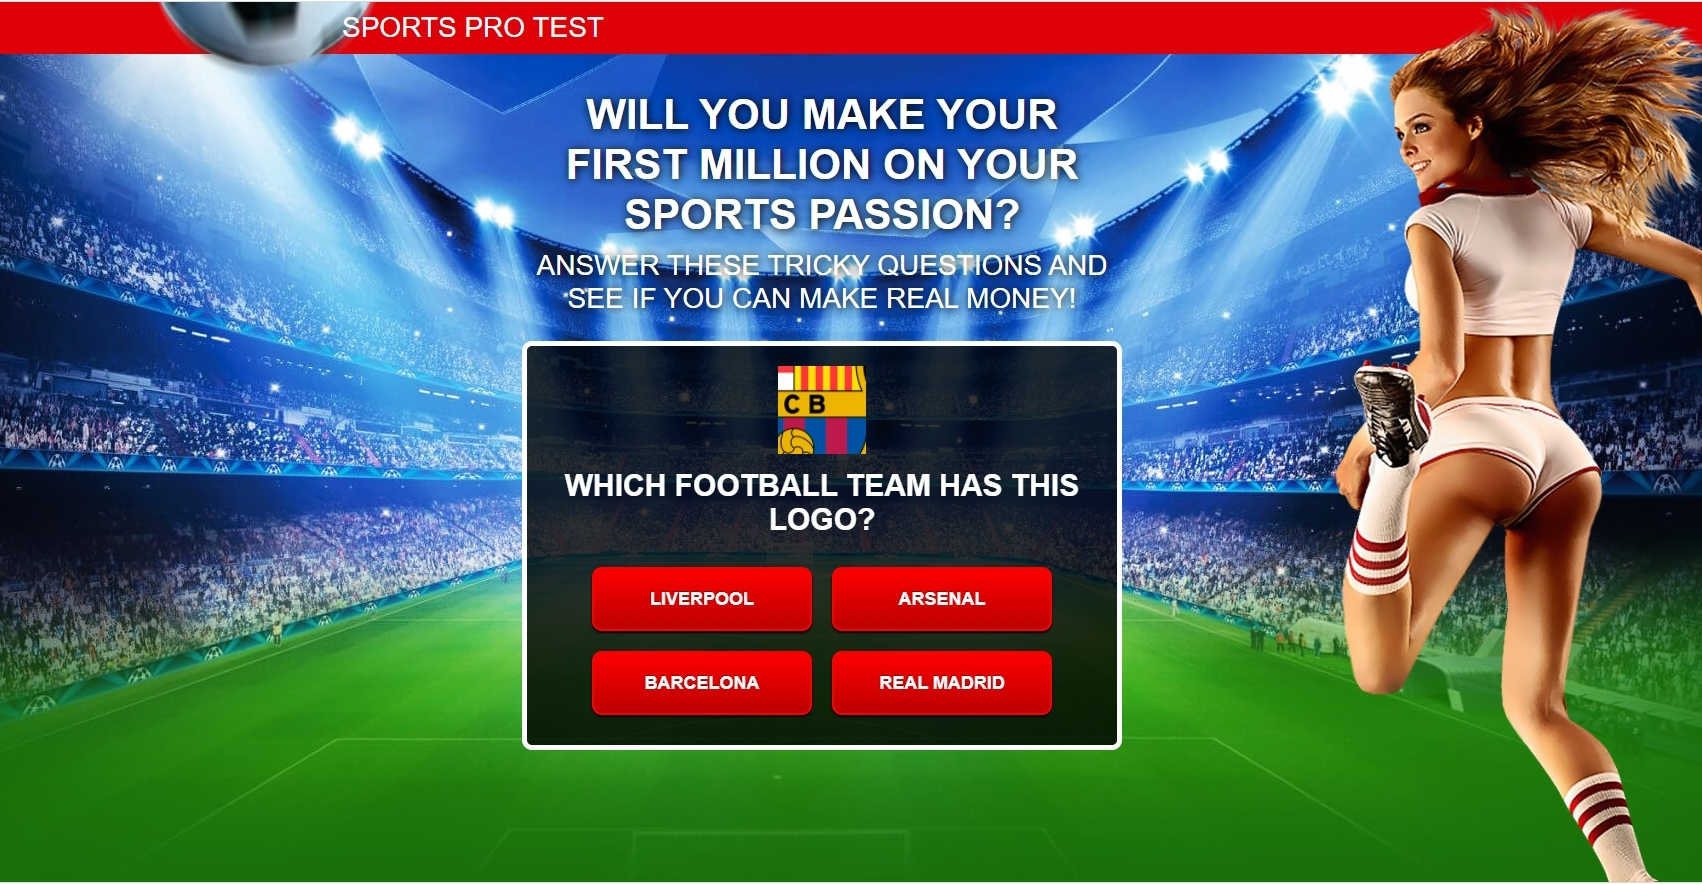 SPORTS PRO TEST
WILL YOU MAKE YOUR
FIRST MILLION ON YOUR
SPORTS PASSION?
ANSWER THESE TRICKY QUESTIONS AND
SEE IF YOU CAN MAKE REAL MONEY!
C B
WHICH FOOTBALL TEAM HAS THIS
LOGO?
LIVERPOOL
ARSENAL
BARCELONA
REAL MADRID